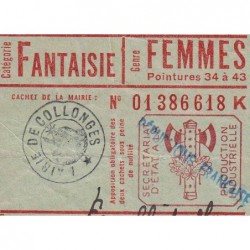 Catégorie FANTAISIE Genre FEMMES
Pointures 34 à 43
CACHET DE LA MAIRIE : Nº 01386618 K
Apposition obligatoire des deux cachets sous peine de nullité
MAIRIE DE COLLONGES
SECRÉTARIAT D'ÉTAT A LA PRODUCTION INDUSTRIELLE